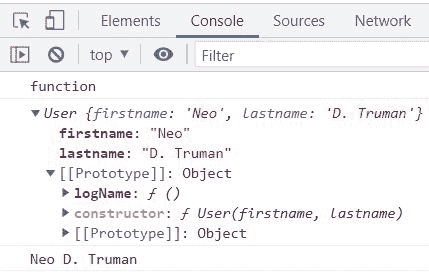 Elements Console Sources Network
top Filter
function
User {firstname: 'Neo', lastname: 'D. Truman'}
firstname: "Neo"
lastname: "D. Truman"
[[Prototype]]: Object
logName: ƒ ()
constructor: ƒ User(firstname, lastname)
[[Prototype]]: Object
Neo D. Truman